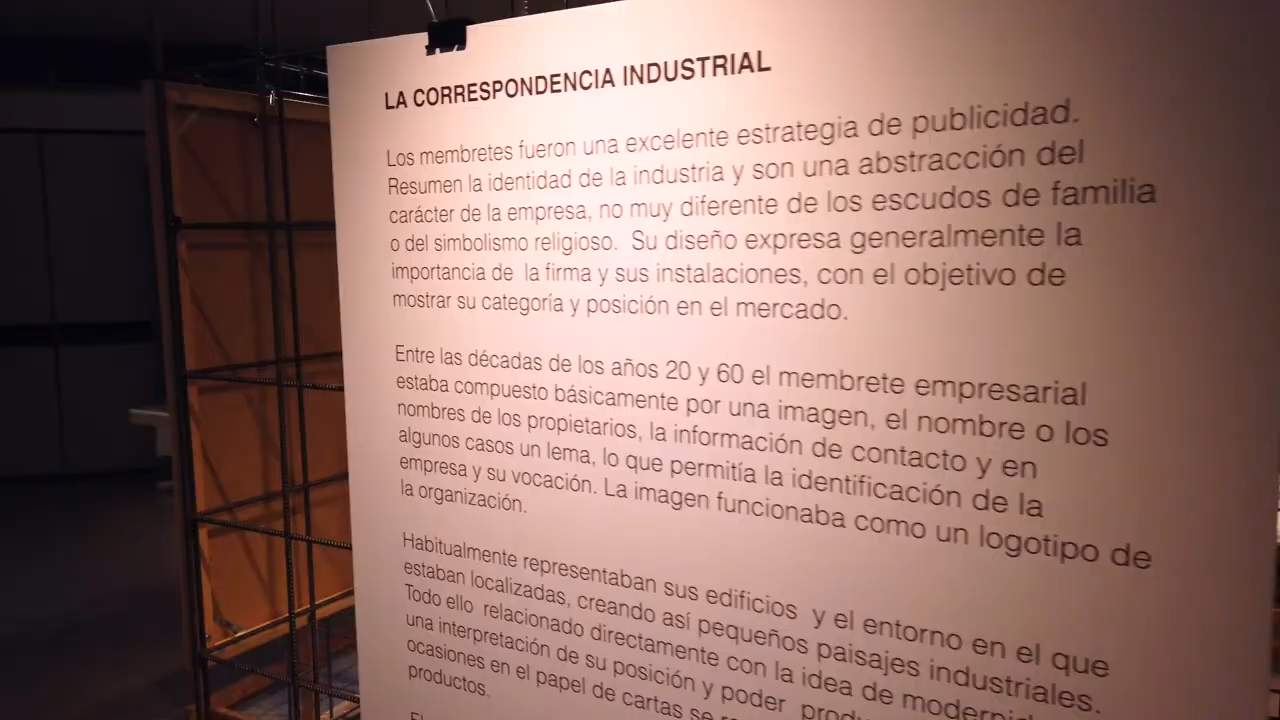 LA CORRESPONDENCIA INDUSTRIAL
Los membretes fueron una excelente estrategia de publicidad.
Resumen la identidad de la industria y son una abstracción del
carácter de la empresa, no muy diferente de los escudos de familia
o del simbolismo religioso. Su diseño expresa generalmente la
importancia de la firma y sus instalaciones, con el objetivo de
mostrar su categoría y posición en el mercado.
Entre las décadas de los años 20 y 60 el membrete empresarial
estaba compuesto básicamente por una imagen, el nombre o los
nombres de los propietarios, la información de contacto y en
algunos casos un lema, lo que permitía la identificación de la
empresa y su vocación. La imagen funcionaba como un logotipo de
la organización.
Habitualmente representaban sus edificios y el entorno en el que
estaban localizadas, creando así pequeños paisajes industriales.
Todo ello relacionado directamente con la idea de
una interpretación de su posición y poder
ocasiones en el papel de cartas se
productos.